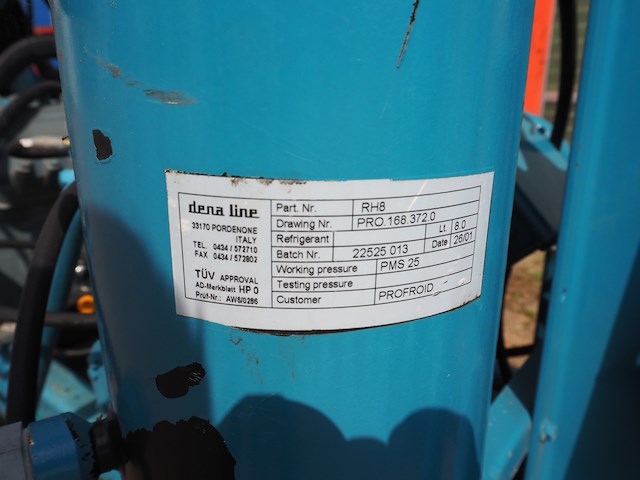 dena line
33170 PORDENONE
ITALY
TEL. 0434 / 572710
FAX 0434 / 572802
TÜV APPROVAL
AD-Merkblatt HP 0
Prüf-Nr.: AW6/0286
Part. Nr. RH8
Drawing Nr. PRO.168.372.0
Refrigerant Lt 8.0
Batch Nr. 22525 013 Date 26/01
Working pressure PMS 25
Testing pressure
Customer PROFROID